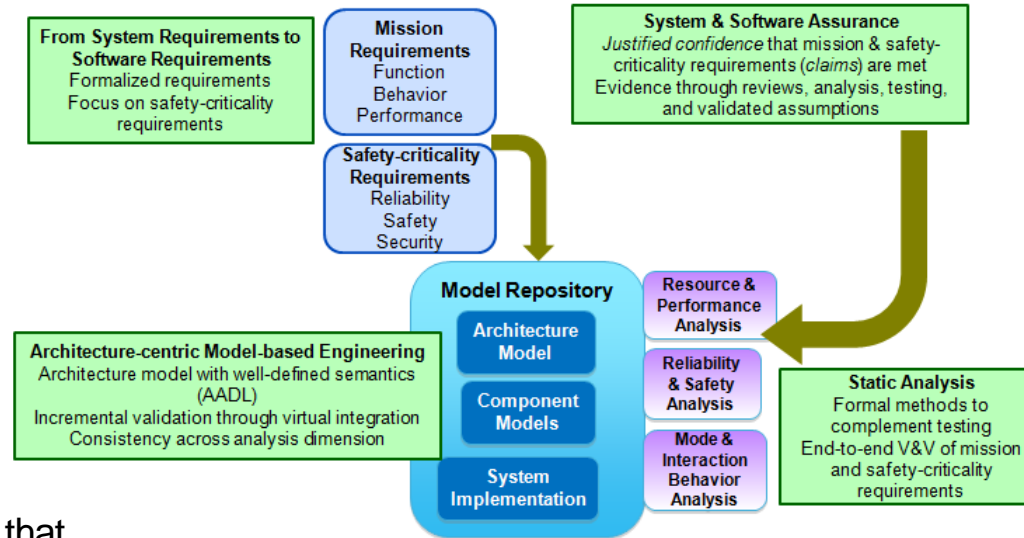 From System Requirements to
Software Requirements
Formalized requirements
Focus on safety-criticality
requirements
Mission
Requirements
Function
Behavior
Performance
Safety-criticality
Requirements
Reliability
Safety
Security
System & Software Assurance
Justified confidence that mission & safety-
criticality requirements (claims) are met
Evidence through reviews, analysis, testing,
and validated assumptions
Model Repository
Architecture
Model
Component
Models
System
Implementation
Resource &
Performance
Analysis
Reliability
& Safety
Analysis
Mode &
Interaction
Behavior
Analysis
Architecture-centric Model-based Engineering
Architecture model with well-defined semantics
(AADL)
Incremental validation through virtual integration
Consistency across analysis dimension
Static Analysis
Formal methods to
complement testing
End-to-end V&V of mission
and safety-criticality
requirements
that